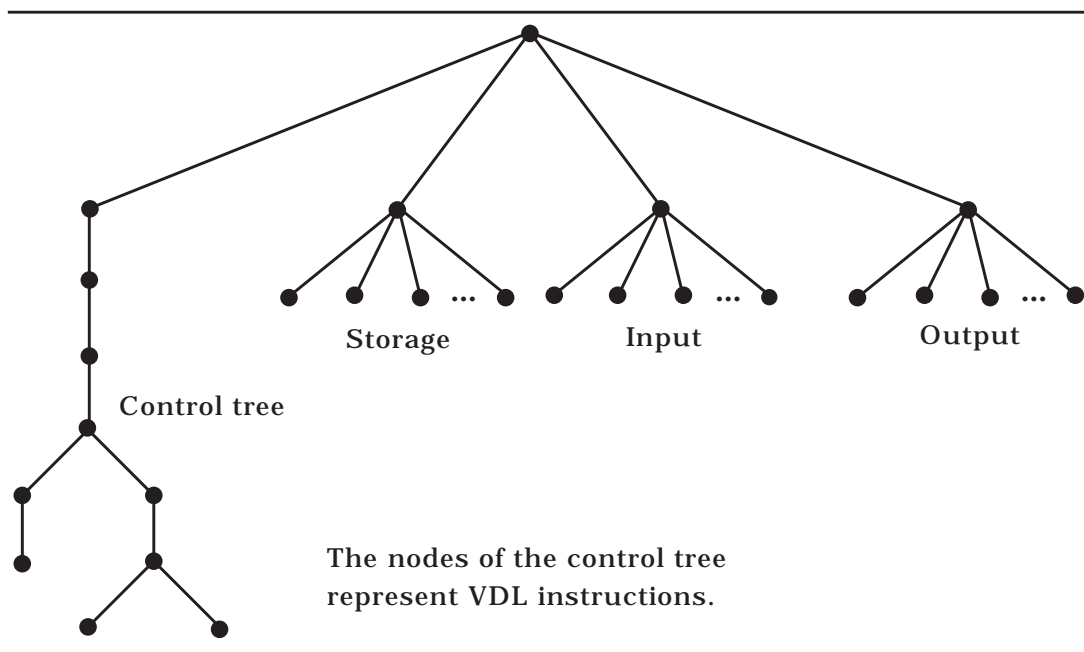 ...
...
...
Storage
Input
Output
Control tree
The nodes of the control tree
represent VDL instructions.